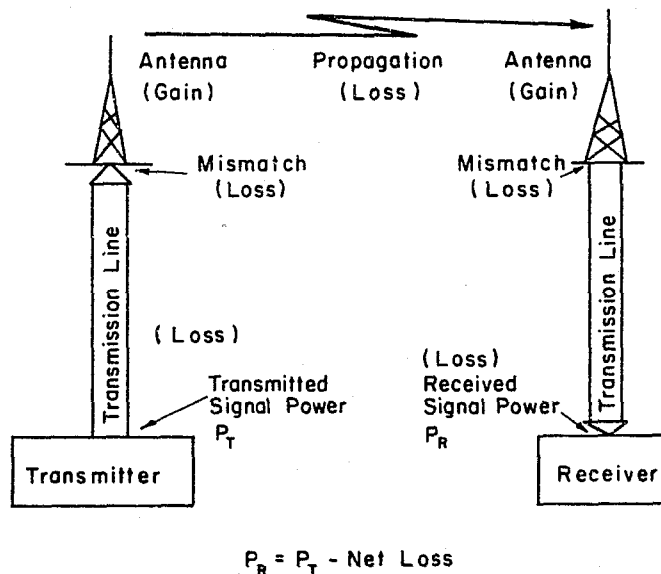 Antenna
(Gain)
Propagation
(Loss)
Antenna
(Gain)
Mismatch
(Loss)
Mismatch
(Loss)
Transmission Line
(Loss)
Transmitted
Signal Power
P_T
(Loss)
Received
Signal Power
P_R
Transmission Line
Transmitter
Receiver
P_R = P_T - Net Loss